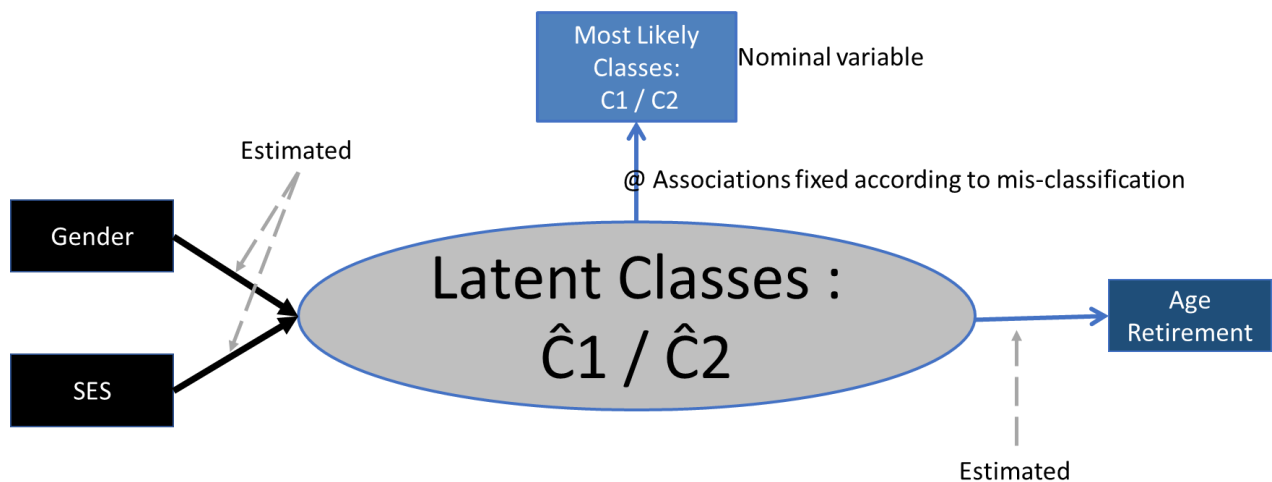 Most Likely
Classes:
C1 / C2
Nominal variable
Estimated
@ Associations fixed according to mis-classification
Gender
Latent Classes :
Ĉ1 / Ĉ2
Age
Retirement
SES
Estimated